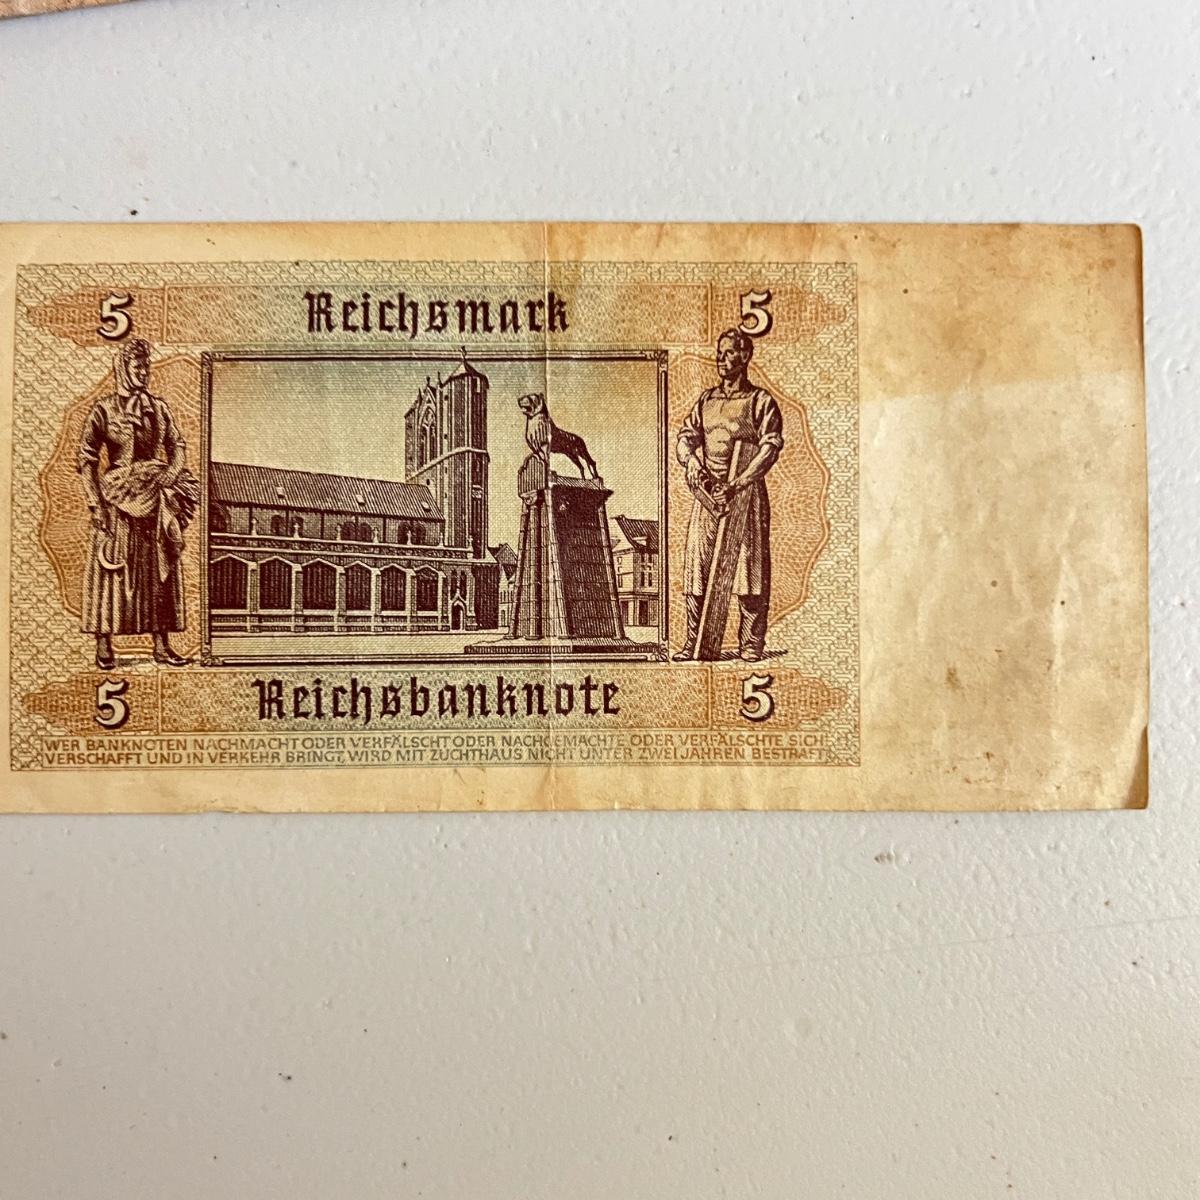 5 Reichsmark 5
5 Reichsbanknote 5
WER BANKNOTEN NACHMACHT ODER VERFÄLSCHT ODER NACHGEMACHTE ODER VERFÄLSCHTE SICH
VERSCHAFFT UND IN VERKEHR BRINGT, WIRD MIT ZUCHTHAUS NICHT UNTER ZWEI JAHREN BESTRAFT